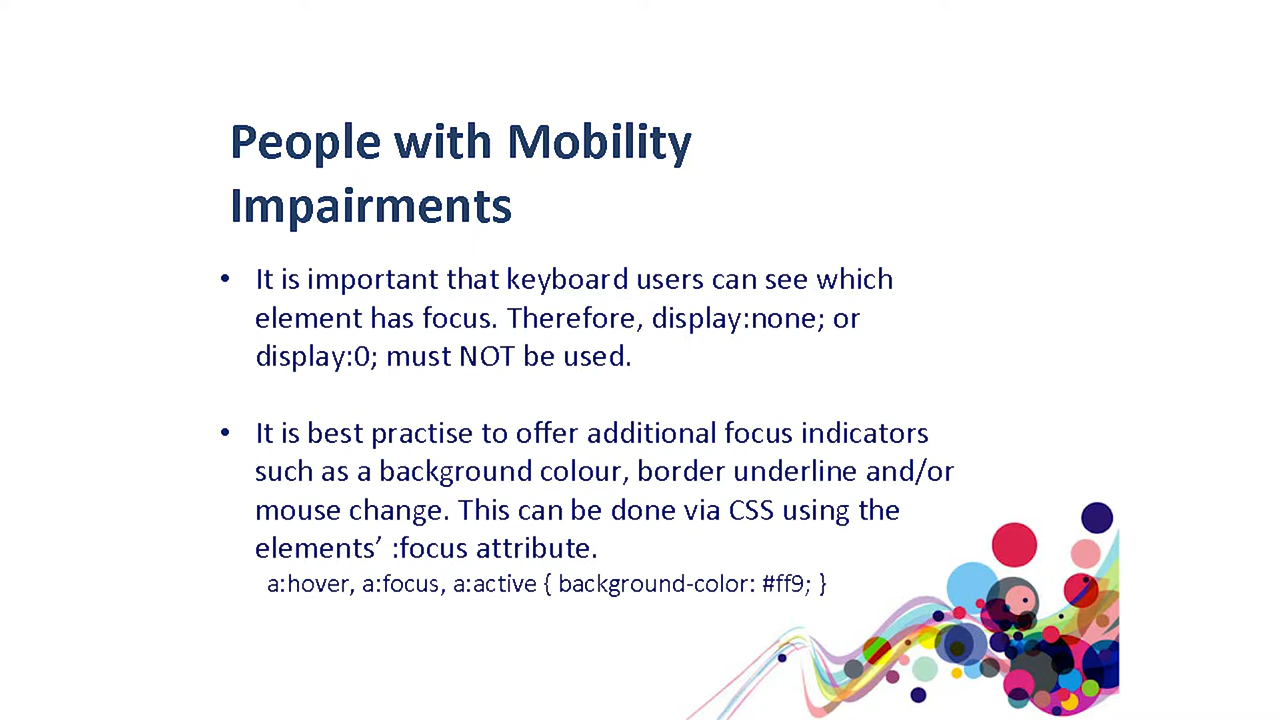 People with Mobility
Impairments
• It is important that keyboard users can see which
element has focus. Therefore, display:none; or
display:0; must NOT be used.
• It is best practise to offer additional focus indicators
such as a background colour, border underline and/or
mouse change. This can be done via CSS using the
elements’ :focus attribute.
a:hover, a:focus, a:active { background-color: #ff9; }